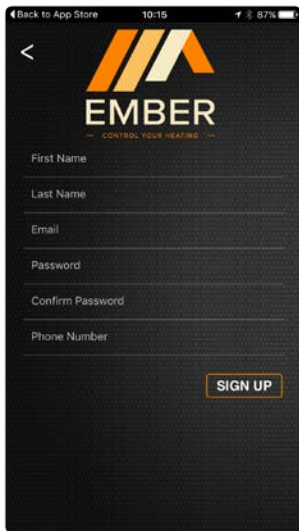 Back to App Store 10:15 87%
<
EMBER
CONTROL YOUR HEATING
First Name
Last Name
Email
Password
Confirm Password
Phone Number
SIGN UP